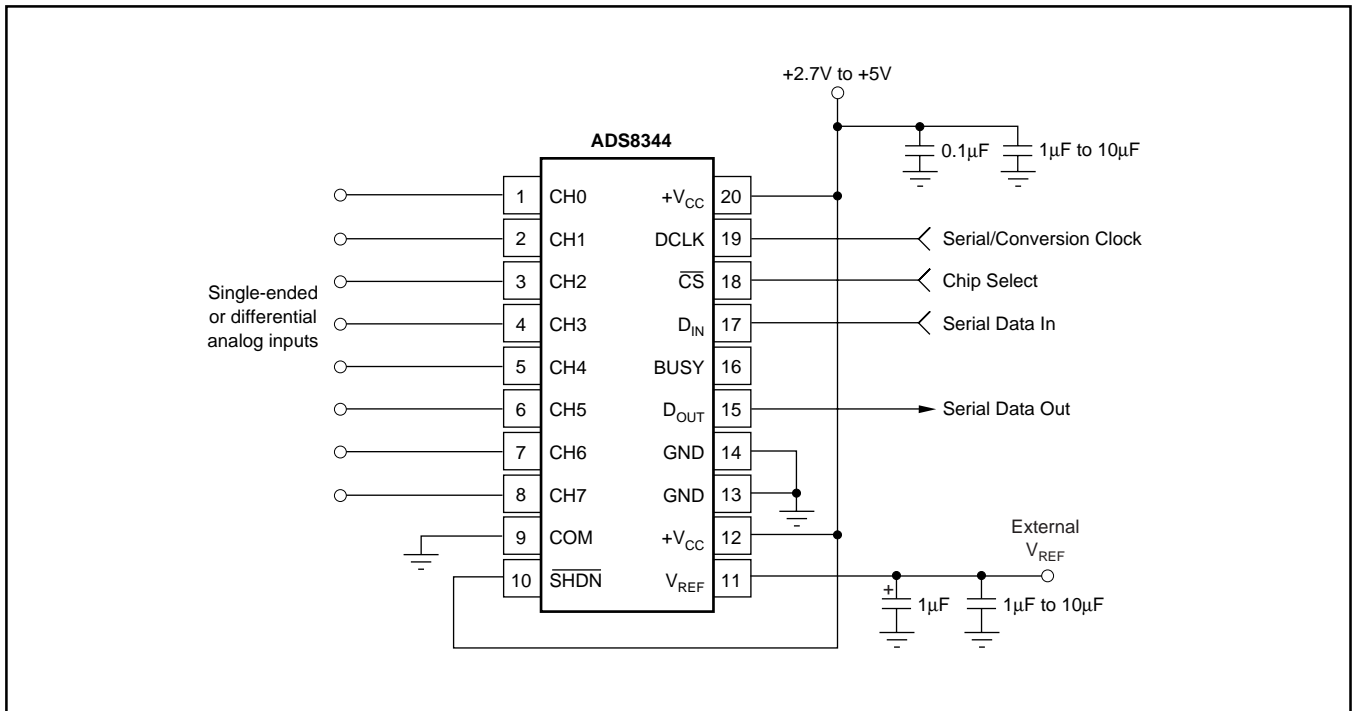 +2.7V to +5V
ADS8344
0.1µF
1µF to 10µF
1 CH0
+VCC 20
2 CH1
DCLK 19
Serial/Conversion Clock
3 CH2
CS 18
Chip Select
Single-ended
or differential
analog inputs
4 CH3
DIN 17
Serial Data In
5 CH4
BUSY 16
6 CH5
DOUT 15
Serial Data Out
7 CH6
GND 14
8 CH7
GND 13
9 COM
+VCC 12
External
VREF
10 SHDN
VREF 11
+
1µF
1µF to 10µF